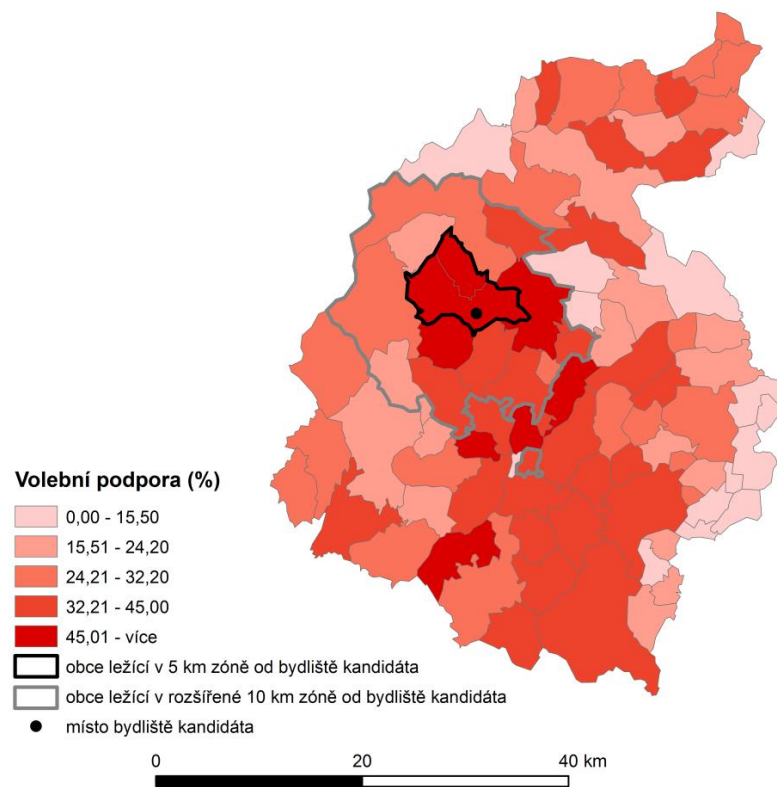 Volební podpora (%)
0,00 - 15,50
15,51 - 24,20
24,21 - 32,20
32,21 - 45,00
45,01 - více
obce ležící v 5 km zóně od bydliště kandidáta
obce ležící v rozšířené 10 km zóně od bydliště kandidáta
místo bydliště kandidáta
0 20 40 km